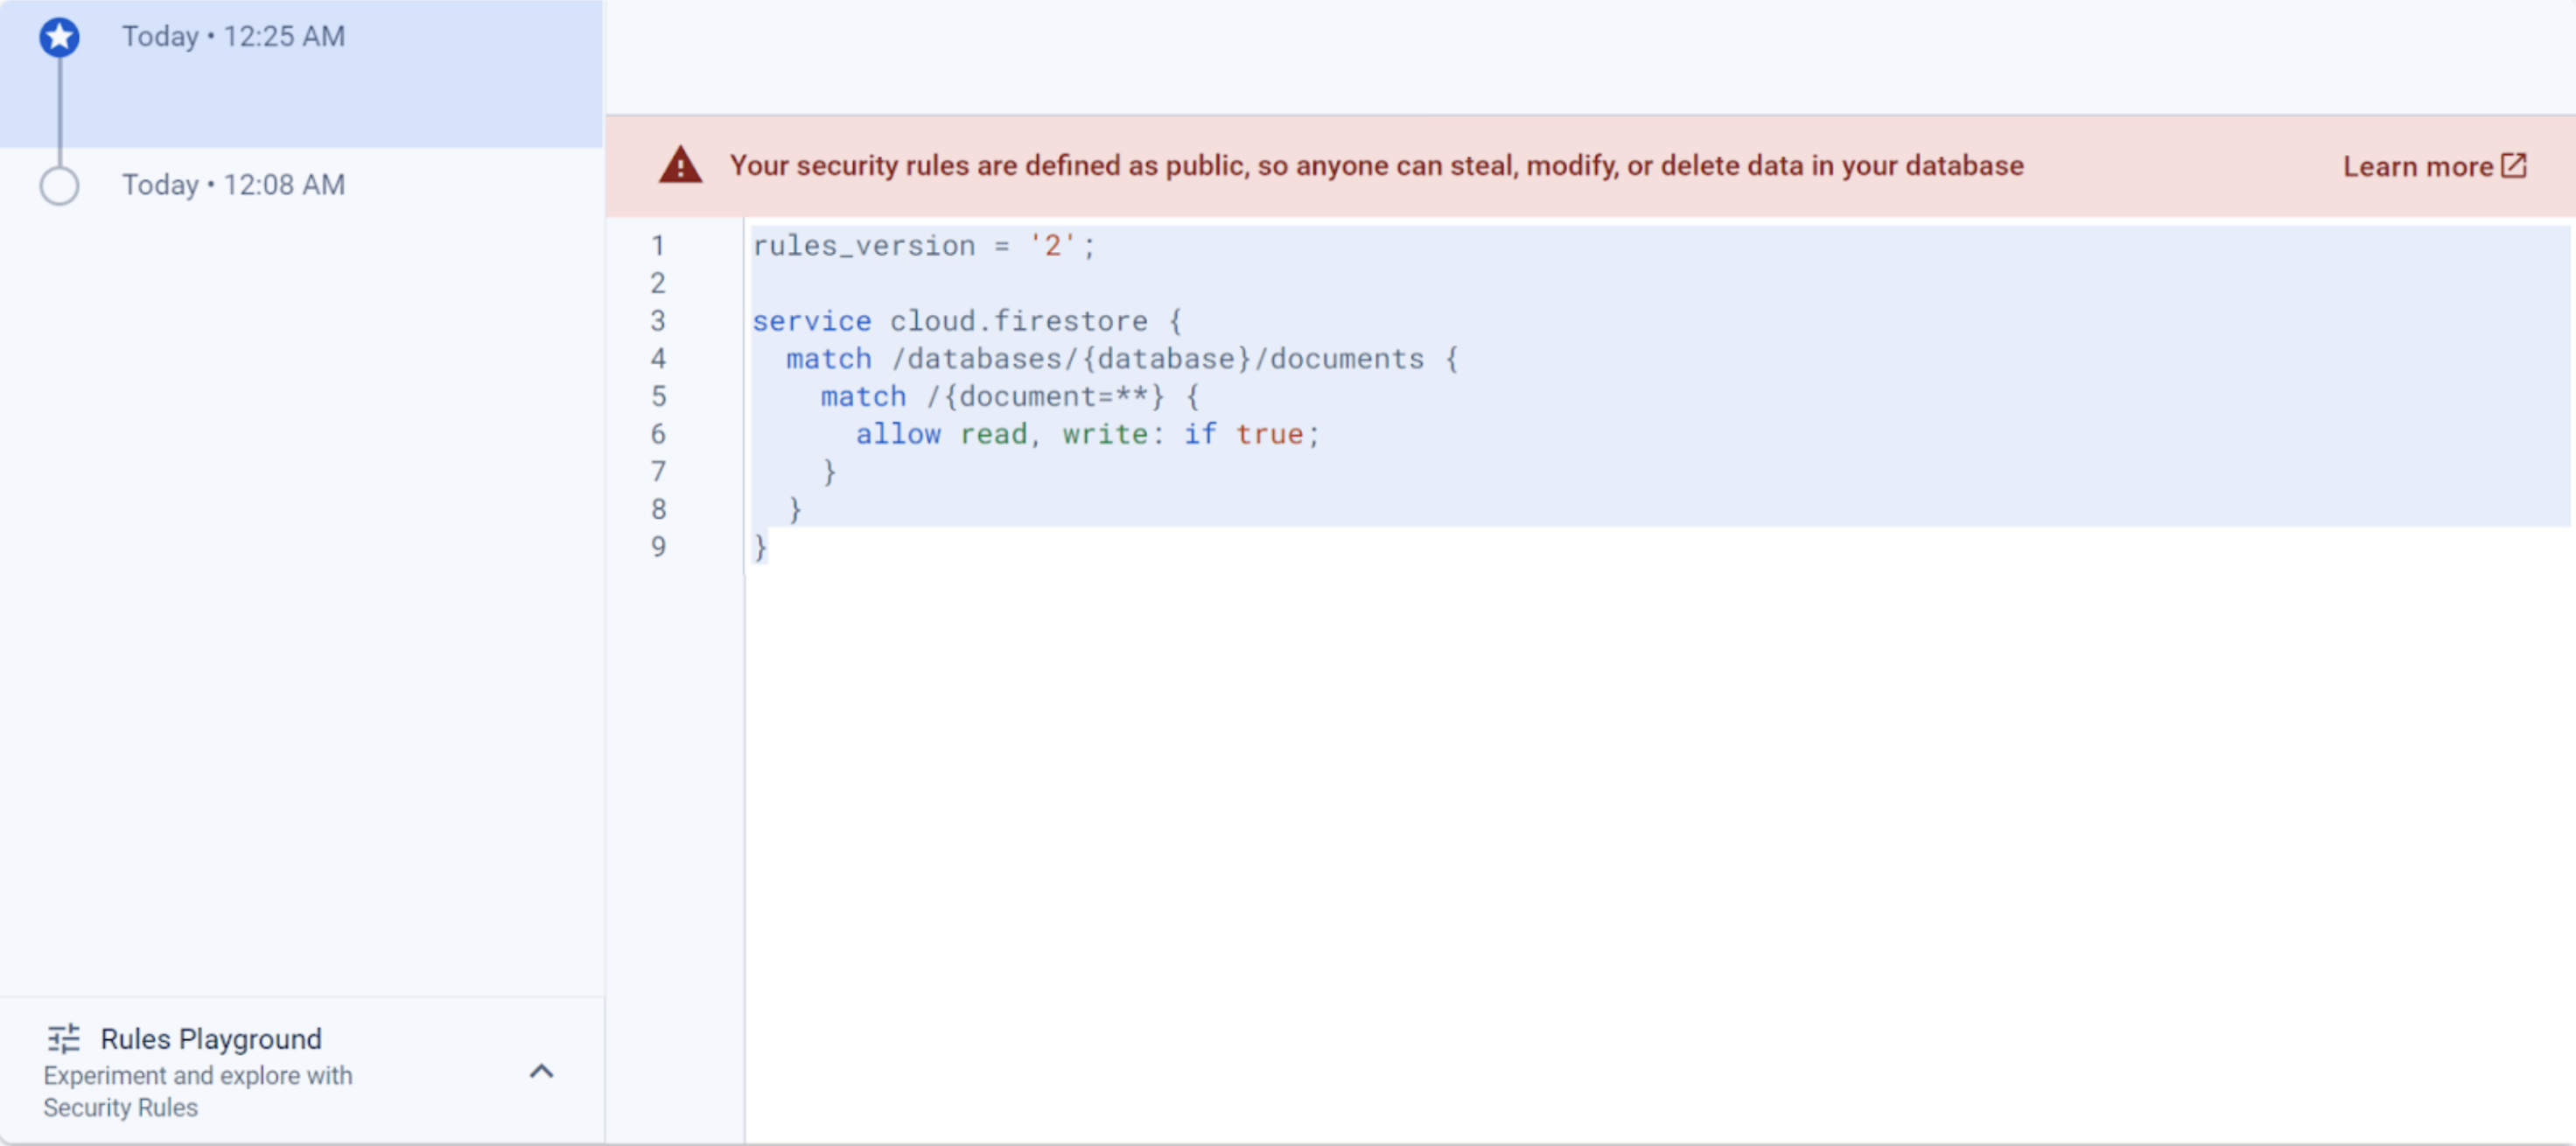 Today • 12:25 AM
Today • 12:08 AM
Your security rules are defined as public, so anyone can steal, modify, or delete data in your database
Learn more
1 rules_version = '2';
2
3 service cloud.firestore {
4   match /databases/{database}/documents {
5     match /{document=**} {
6       allow read, write: if true;
7     }
8   }
9 }
Rules Playground
Experiment and explore with
Security Rules